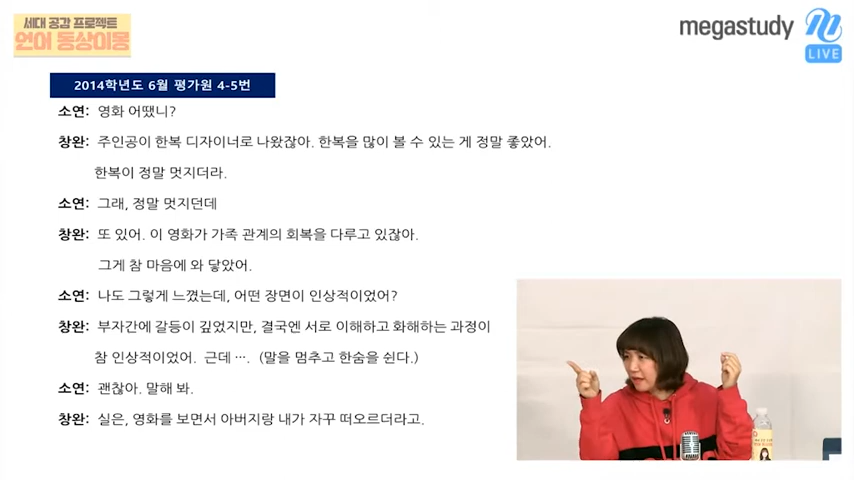 세대 공감 프로젝트
언어 동상이몽
megastudy
LIVE
2014학년도 6월 평가원 4-5번
소연: 영화 어땠니?
창완: 주인공이 한복 디자이너로 나왔잖아. 한복을 많이 볼 수 있는 게 정말 좋았어.
한복이 정말 멋지더라.
소연: 그래, 정말 멋지던데
창완: 또 있어. 이 영화가 가족 관계의 회복을 다루고 있잖아.
그게 참 마음에 와 닿았어.
소연: 나도 그렇게 느꼈는데, 어떤 장면이 인상적이었어?
창완: 부자간에 갈등이 깊었지만, 결국엔 서로 이해하고 화해하는 과정이
참 인상적이었어. 근데 ···. (말을 멈추고 한숨을 쉰다.)
소연: 괜찮아. 말해 봐.
창완: 실은, 영화를 보면서 아버지랑 내가 자꾸 떠오르더라고.